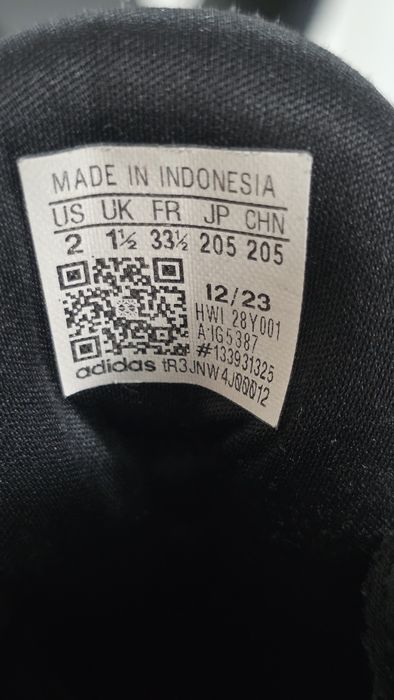 MADE IN INDONESIA
US UK FR JP CHN
2 1½ 33½ 205 205
12/23
HWI 28Y001
A:IG5387
#133931325
adidas tR3JNW4J00012